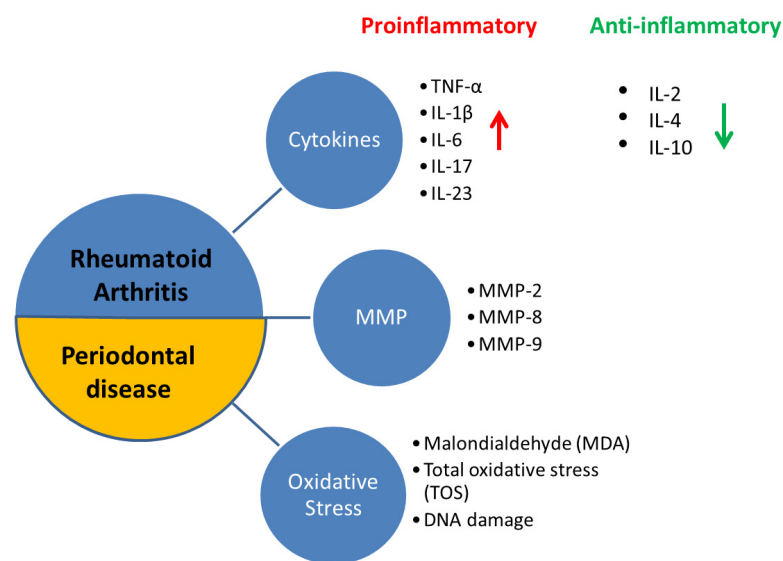 Proinflammatory
Anti-inflammatory
Cytokines
• TNF-α
• IL-1β
• IL-6
• IL-17
• IL-23
• IL-2
• IL-4
• IL-10
Rheumatoid
Arthritis
Periodontal
disease
MMP
• MMP-2
• MMP-8
• MMP-9
Oxidative
Stress
• Malondialdehyde (MDA)
• Total oxidative stress
(TOS)
• DNA damage